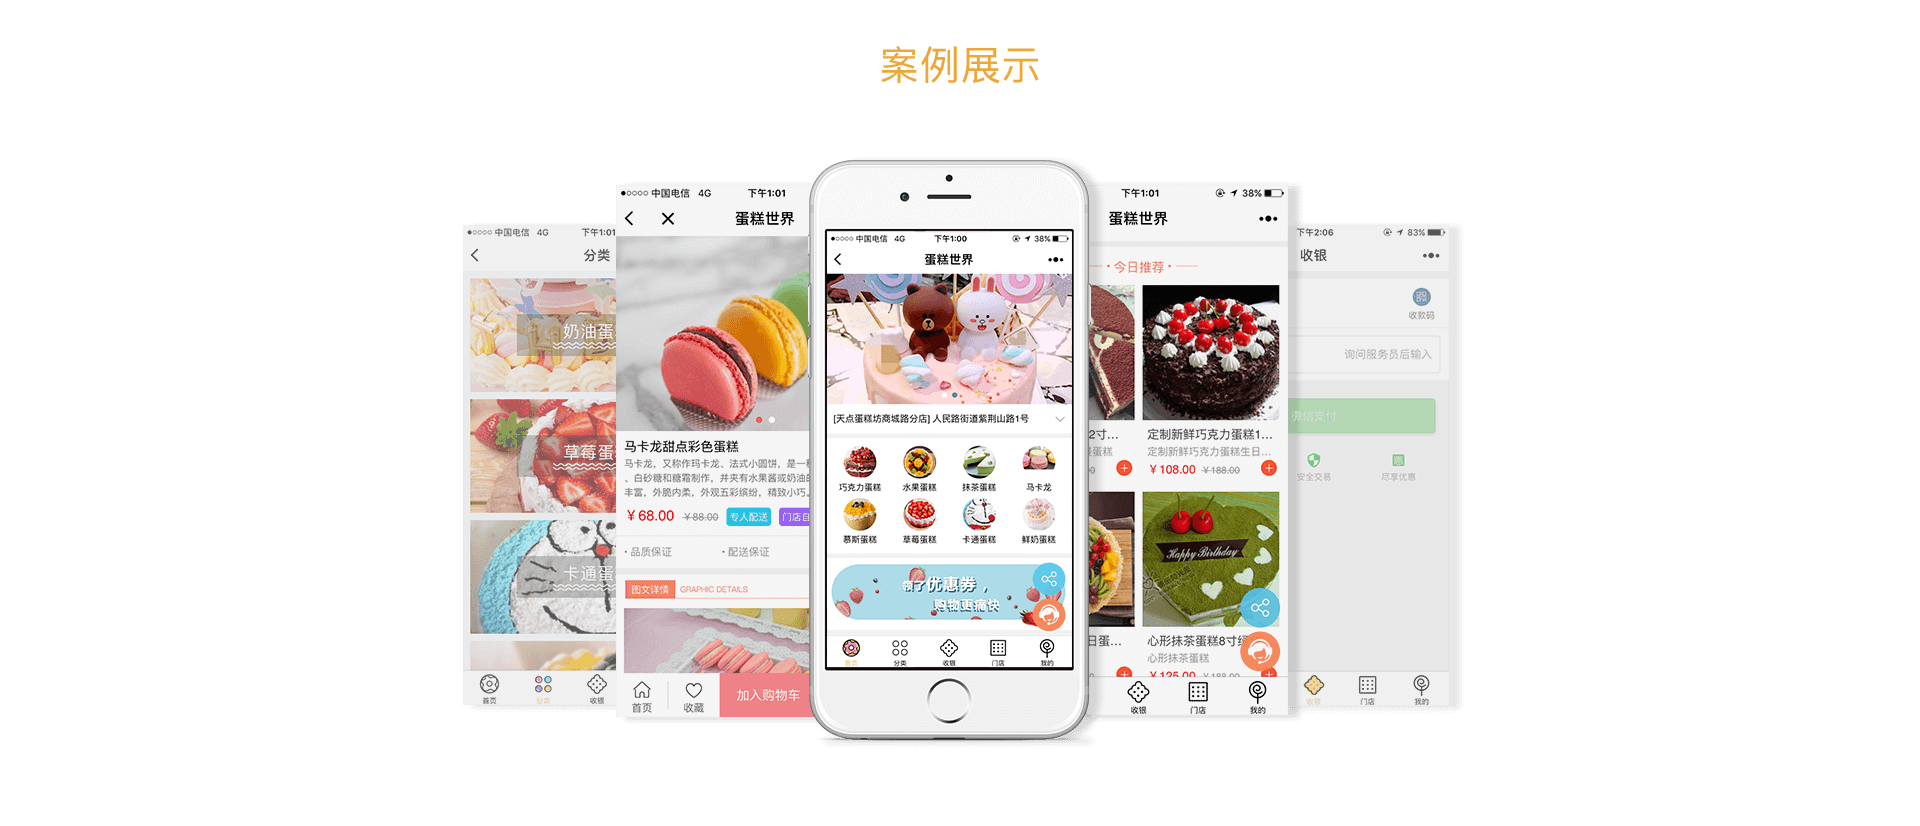 案例展示
中国电信 4G 下午1:01
分类
奶油蛋
草莓蛋
卡通蛋
首页 分类 收银
中国电信 4G 下午1:01
蛋糕世界
马卡龙甜点彩色蛋糕
马卡龙，又称作玛卡龙、法式小圆饼，是一种
、白砂糖和糖霜制作，并夹有水果酱或奶油的
丰富，外脆内柔，外观五彩缤纷，精致小巧。
¥68.00 ¥88.00 专人配送 门店自
·品质保证 ·配送保证
图文详情 GRAPHIC DETAILS
首页 收藏 加入购物车
中国电信 4G 下午1:00 38%
蛋糕世界
[天点蛋糕坊商城路分店] 人民路街道紫荆山路1号
巧克力蛋糕 水果蛋糕 抹茶蛋糕 马卡龙
慕斯蛋糕 草莓蛋糕 卡通蛋糕 鲜奶蛋糕
领了优惠券，
购物更痛快
首页 分类 收银 门店 我的
下午1:01 38%
蛋糕世界
·今日推荐·
2寸... 定制新鲜巧克力蛋糕1...
蛋糕 定制新鲜巧克力蛋糕生日...
¥108.00 ¥188.00
Happy Birthday
日蛋... 心形抹茶蛋糕8寸
心形抹茶蛋糕
¥125.00
收银 门店 我的
下午2:06 83%
收银
收款码
询问服务员后输入
微信支付
安全交易 尽享优惠
收银 门店 我的